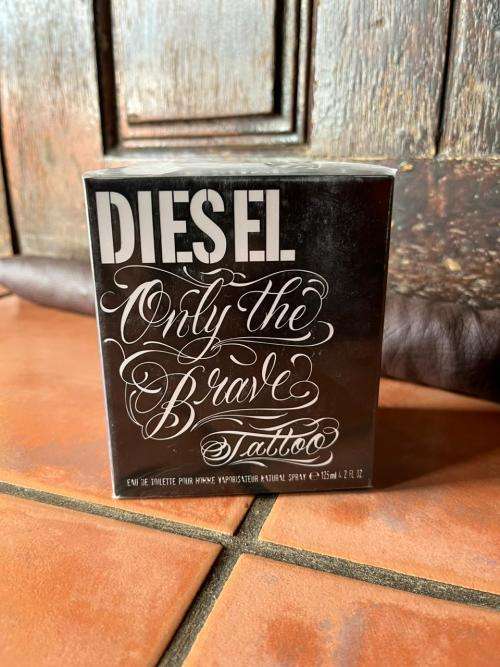 DIESEL
Only the
Brave
Tattoo
EAU DE TOILETTE POUR HOMME VAPORISATEUR NATURAL SPRAY ℮ 125 ml 4.2 FL OZ